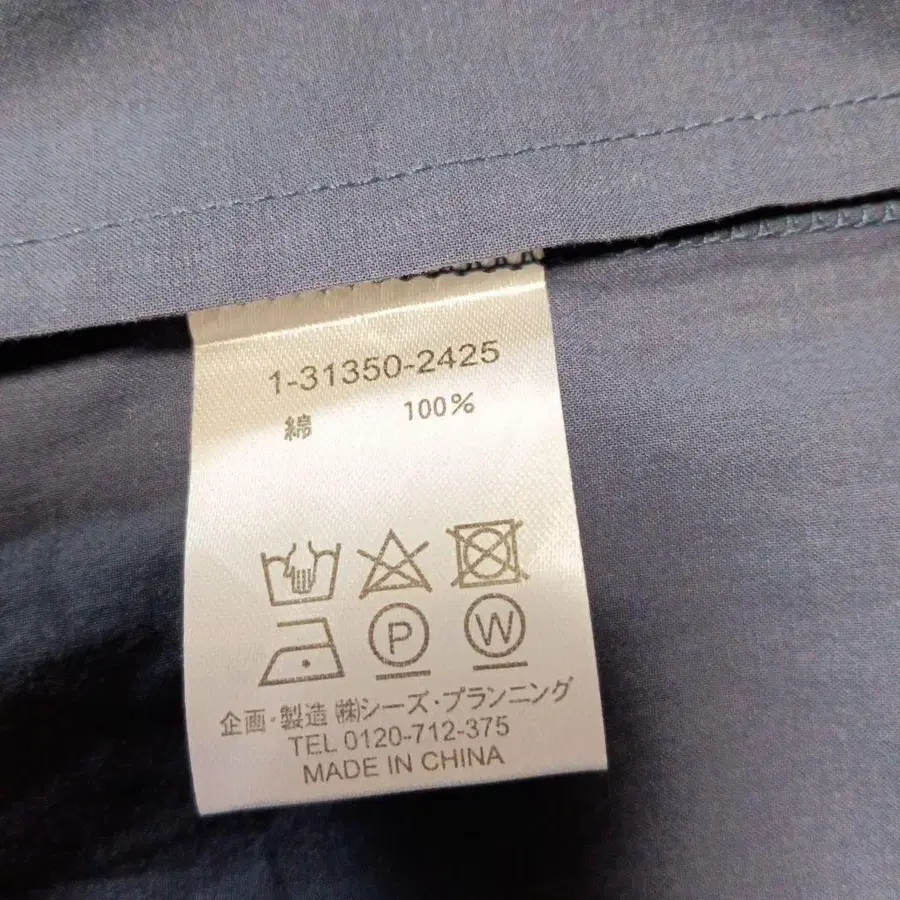 1-31350-2425
綿 100%
P W
企画・製造 ㈱シーズ・プランニング
TEL 0120-712-375
MADE IN CHINA